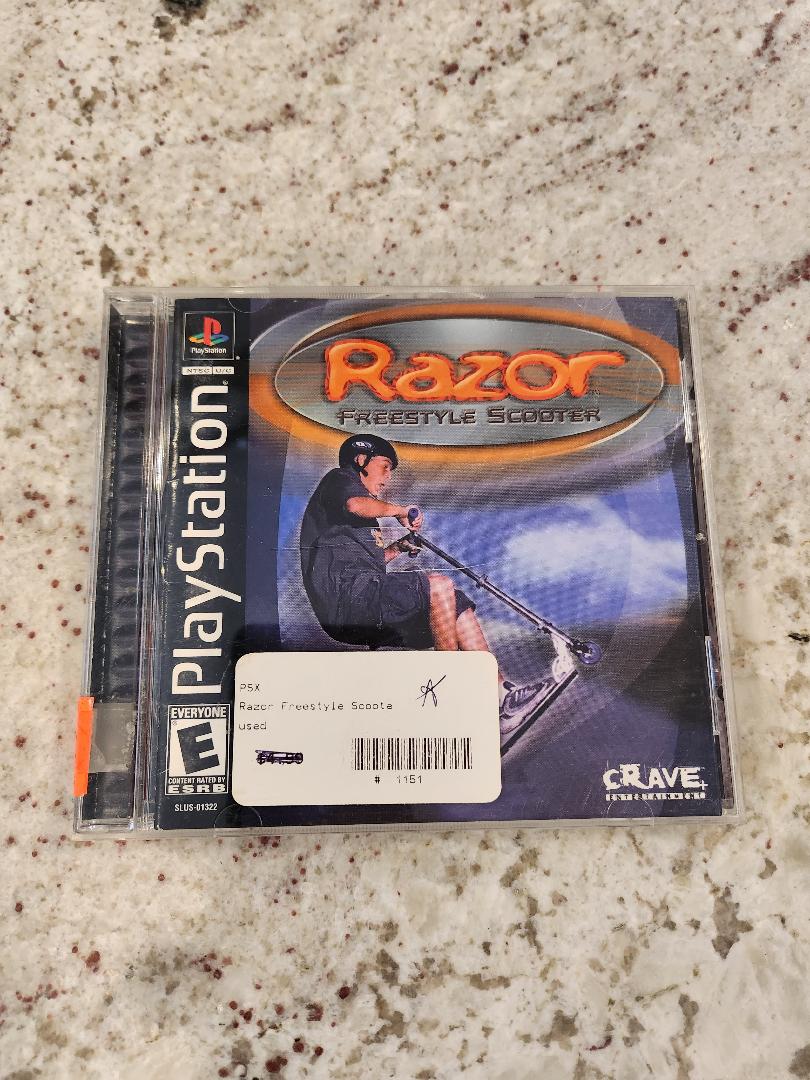 PlayStation
NTSC U/C
PlayStation
Razor
FREESTYLE SCOOTER
PSX
Razor Freestyle Scoote
used
# 1151
EVERYONE
E
CONTENT RATED BY
ESRB
SLUS-01322
CRAVE
ENTERTAINMENT